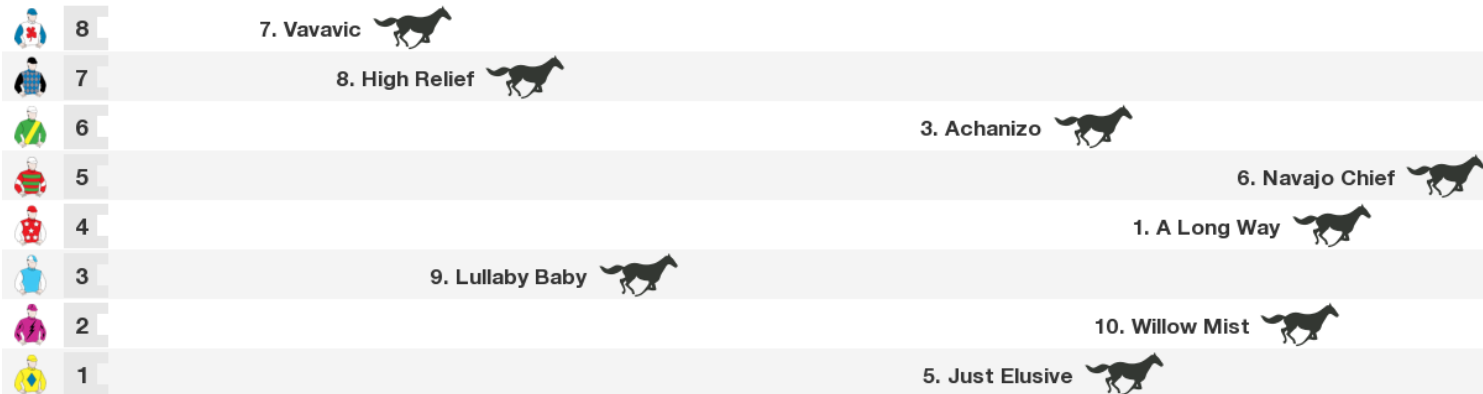 8 7. Vavavic
7 8. High Relief
6 3. Achanizo
5 6. Navajo Chief
4 1. A Long Way
3 9. Lullaby Baby
2 10. Willow Mist
1 5. Just Elusive